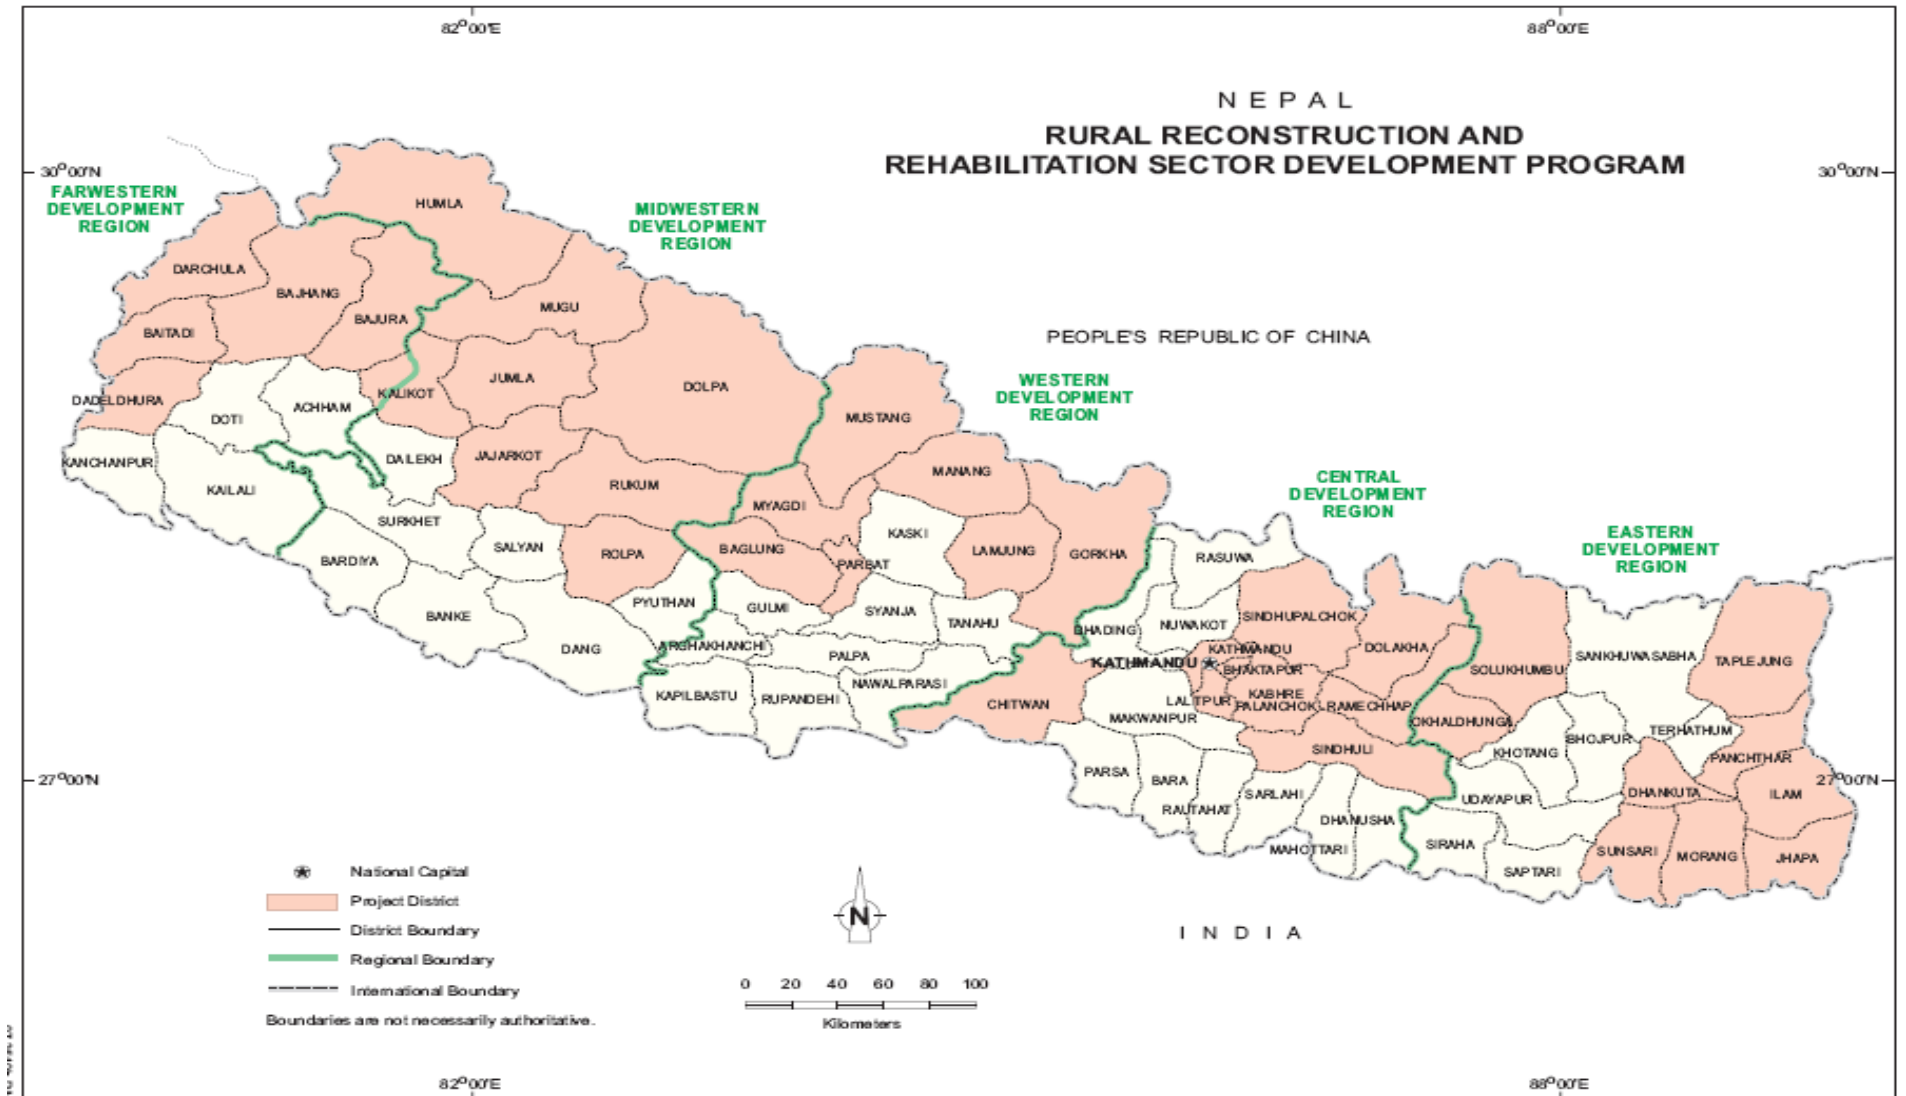 82°00'E
88°00'E
NEPAL
RURAL RECONSTRUCTION AND
REHABILITATION SECTOR DEVELOPMENT PROGRAM
30°00'N
30°00'N
FARWESTERN
DEVELOPMENT
REGION
MIDWESTERN
DEVELOPMENT
REGION
HUMLA
DARCHULA
BAJHANG
BAJURA
MUGU
BAITADI
PEOPLE'S REPUBLIC OF CHINA
WESTERN
DEVELOPMENT
REGION
JUMLA
DOLPA
KALIKOT
DADELDHURA
ACHHAM
DOTI
MUSTANG
KANCHANPUR
DAILEKH
JAJARKOT
MANANG
CENTRAL
DEVELOPMENT
REGION
KAILALI
RUKUM
MYAGDI
SURKHET
KASKI
EASTERN
DEVELOPMENT
REGION
SALYAN
ROLPA
BAGLUNG
LAMJUNG
GORKHA
RASUWA
BARDIYA
PARBAT
PYUTHAN
GULMI
SYANJA
BANKE
TANAHU
DHADING
NUWAKOT
SINDHUPALCHOK
DOLAKHA
DANG
ARGHAKHANCHI
PALPA
KATHMANDU
KATHMANDU
BHAKTAPUR
SOLUKHUMBU
SANKHUWASABHA
TAPLEJUNG
KAPILBASTU
RUPANDEHI
NAWALPARASI
CHITWAN
LALITPUR
KABHRE
PALANCHOK
RAMECHHAP
MAKWANPUR
OKHALDHUNGA
TERHATHUM
BHOJPUR
SINDHULI
KHOTANG
PANCHTHAR
PARSA
BARA
27°00'N
27°00'N
RAUTAHAT
SARLAHI
UDAYAPUR
DHANKUTA
ILAM
DHANUSHA
MAHOTTARI
SIRAHA
SAPTARI
SUNSARI
MORANG
JHAPA
National Capital
Project District
District Boundary
Regional Boundary
International Boundary
Boundaries are not necessarily authoritative.
N
0 20 40 60 80 100
Kilometers
INDIA
82°00'E
88°00'E